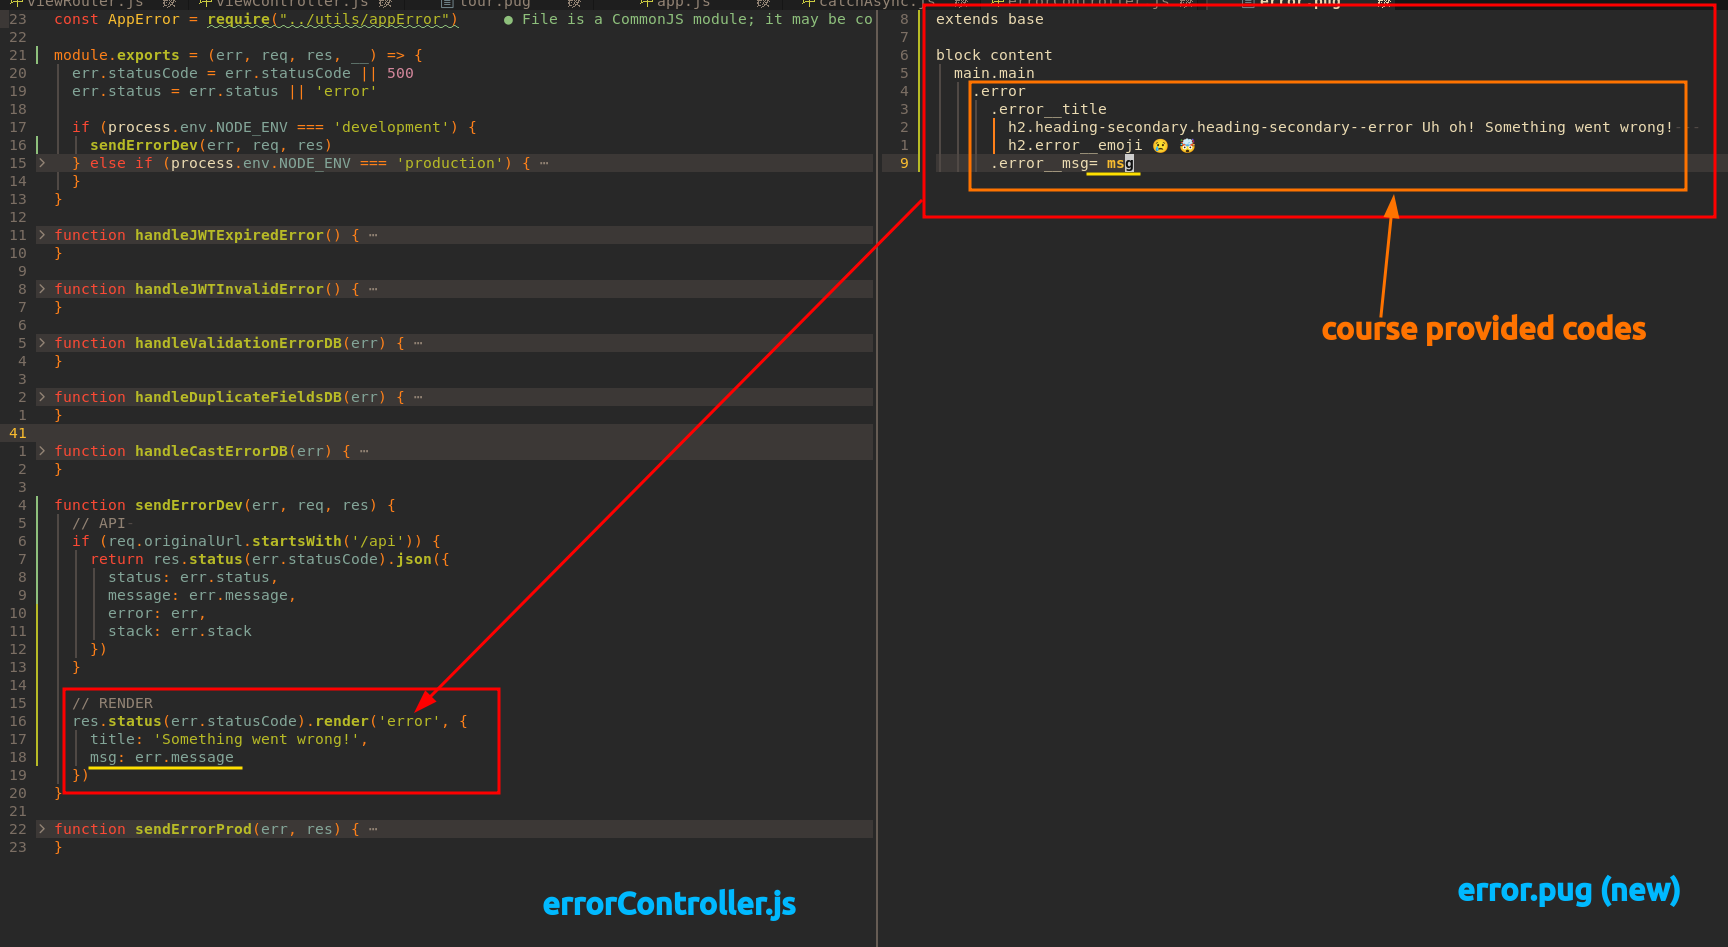 viewRouter.js viewController.js tour.pug app.js catchAsync.js errorController.js error.pug
23 const AppError = require("../utils/appError") ● File is a CommonJS module; it may be co
22
21 module.exports = (err, req, res, __) => {
20 err.statusCode = err.statusCode || 500
19 err.status = err.status || 'error'
18
17 if (process.env.NODE_ENV === 'development') {
16 sendErrorDev(err, req, res)
15 > } else if (process.env.NODE_ENV === 'production') { ⋯
14 }
13 }
12
11 > function handleJWTExpiredError() { ⋯
10 }
9
8 > function handleJWTInvalidError() { ⋯
7 }
6
5 > function handleValidationErrorDB(err) { ⋯
4 }
3
2 > function handleDuplicateFieldsDB(err) { ⋯
1 }
41
1 > function handleCastErrorDB(err) { ⋯
2 }
3
4 function sendErrorDev(err, req, res) {
5 // API-
6 if (req.originalUrl.startsWith('/api')) {
7 return res.status(err.statusCode).json({
8 status: err.status,
9 message: err.message,
10 error: err,
11 stack: err.stack
12 })
13 }
14
15 // RENDER
16 res.status(err.statusCode).render('error', {
17 title: 'Something went wrong!',
18 msg: err.message
19 })
20 }
21
22 > function sendErrorProd(err, res) { ⋯
23 }
errorController.js
8 extends base
7
6 block content
5 main.main
4 .error
3 .error__title
2 h2.heading-secondary.heading-secondary--error Uh oh! Something went wrong!---
1 h2.error__emoji 😢 🤯
9 .error__msg= msg
course provided codes
error.pug (new)